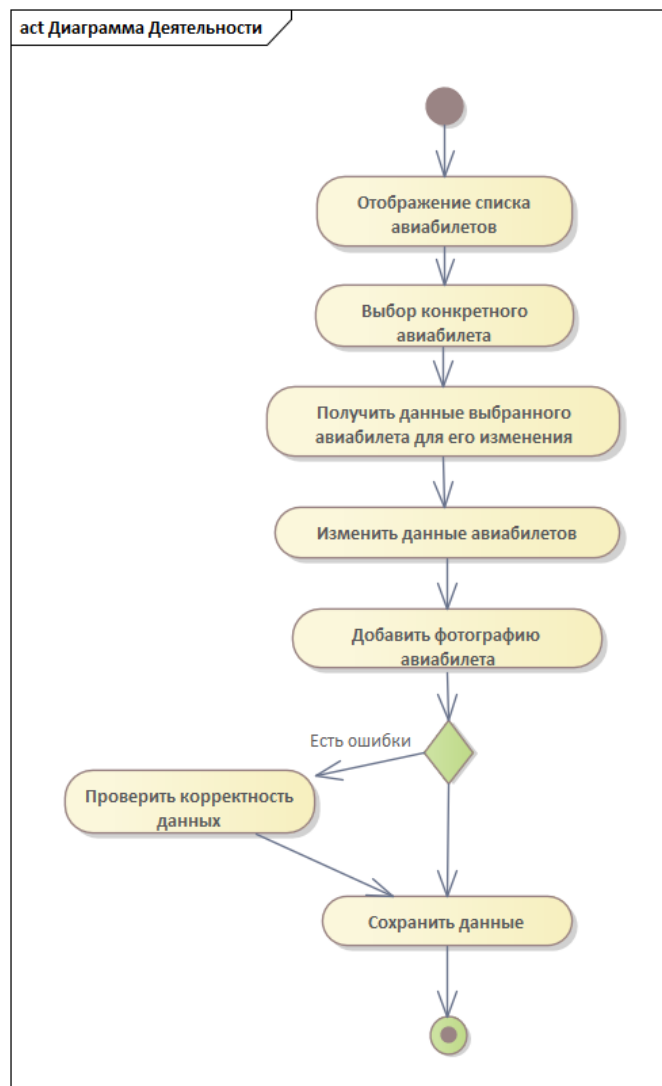 act Диаграмма Деятельности
Отображение списка
авиабилетов
Выбор конкретного
авиабилета
Получить данные выбранного
авиабилета для его изменения
Изменить данные авиабилетов
Добавить фотографию
авиабилета
Есть ошибки
Проверить корректность
данных
Сохранить данные